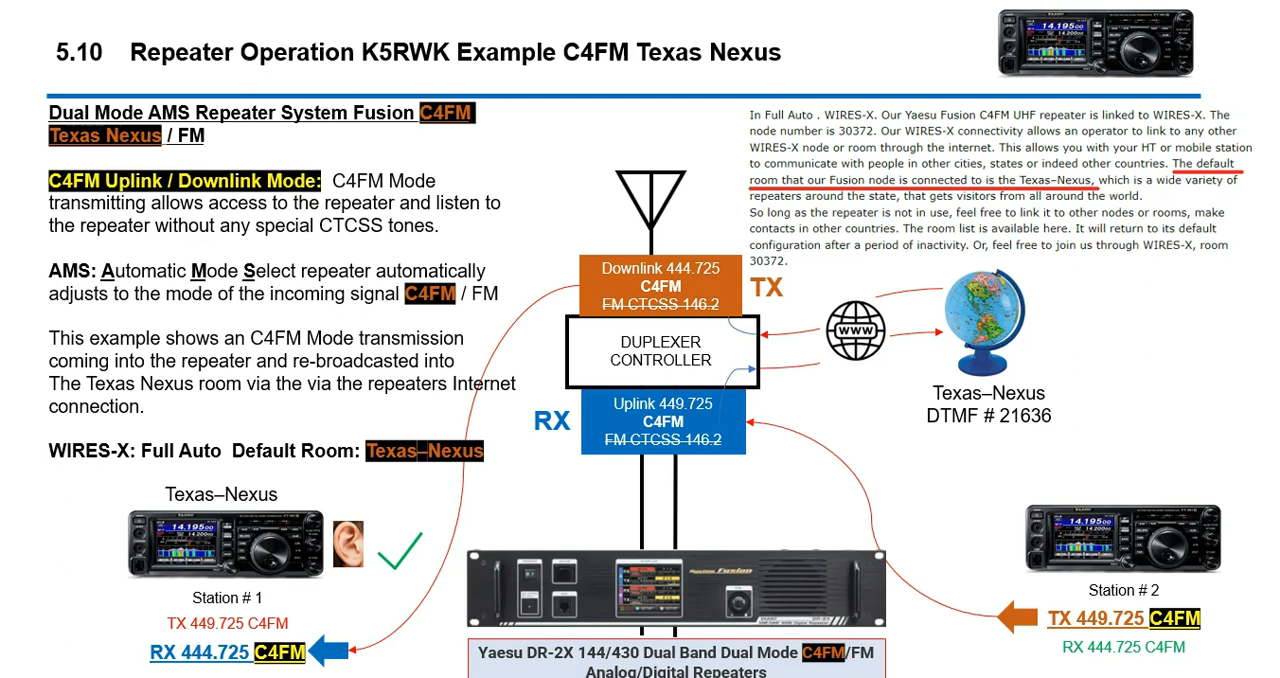 5.10 Repeater Operation K5RWK Example C4FM Texas Nexus
Dual Mode AMS Repeater System Fusion C4FM
Texas Nexus / FM
C4FM Uplink / Downlink Mode: C4FM Mode
transmitting allows access to the repeater and listen to
the repeater without any special CTCSS tones.
AMS: Automatic Mode Select repeater automatically
adjusts to the mode of the incoming signal C4FM / FM
This example shows an C4FM Mode transmission
coming into the repeater and re-broadcasted into
The Texas Nexus room via the via the repeaters Internet
connection.
WIRES-X: Full Auto Default Room: Texas–Nexus
In Full Auto . WIRES-X. Our Yaesu Fusion C4FM UHF repeater is linked to WIRES-X. The
node number is 30372. Our WIRES-X connectivity allows an operator to link to any other
WIRES-X node or room through the internet. This allows you with your HT or mobile station
to communicate with people in other cities, states or indeed other countries. The default
room that our Fusion node is connected to is the Texas–Nexus, which is a wide variety of
repeaters around the state, that gets visitors from all around the world.
So long as the repeater is not in use, feel free to link it to other nodes or rooms, make
contacts in other countries. The room list is available here. It will return to its default
configuration after a period of inactivity. Or, feel free to join us through WIRES-X, room
30372.
Downlink 444.725
C4FM
FM CTCSS 146.2
TX
DUPLEXER
CONTROLLER
WWW
RX
Uplink 449.725
C4FM
FM CTCSS 146.2
Texas–Nexus
DTMF # 21636
Texas–Nexus
14.195.00
14.200.00
Station # 1
TX 449.725 C4FM
RX 444.725 C4FM
Fusion
YAESU
DR-2X
Yaesu DR-2X 144/430 Dual Band Dual Mode C4FM/FM
Analog/Digital Repeaters
14.195.00
14.200.00
Station # 2
TX 449.725 C4FM
RX 444.725 C4FM